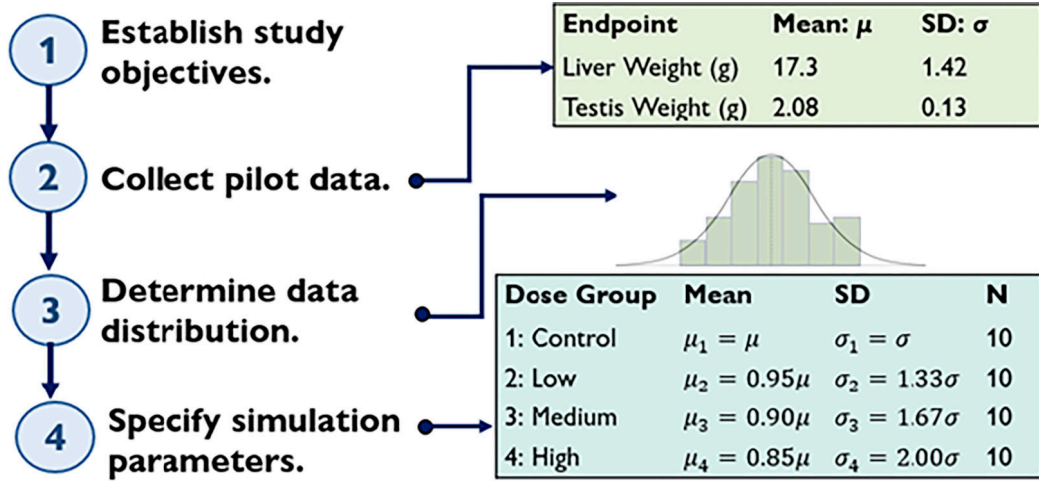 1
Establish study
objectives.
2
Collect pilot data.
3
Determine data
distribution.
4
Specify simulation
parameters.
Endpoint Mean: μ SD: σ
Liver Weight (g) 17.3 1.42
Testis Weight (g) 2.08 0.13
Dose Group Mean SD N
1: Control μ₁ = μ σ₁ = σ 10
2: Low μ₂ = 0.95μ σ₂ = 1.33σ 10
3: Medium μ₃ = 0.90μ σ₃ = 1.67σ 10
4: High μ₄ = 0.85μ σ₄ = 2.00σ 10